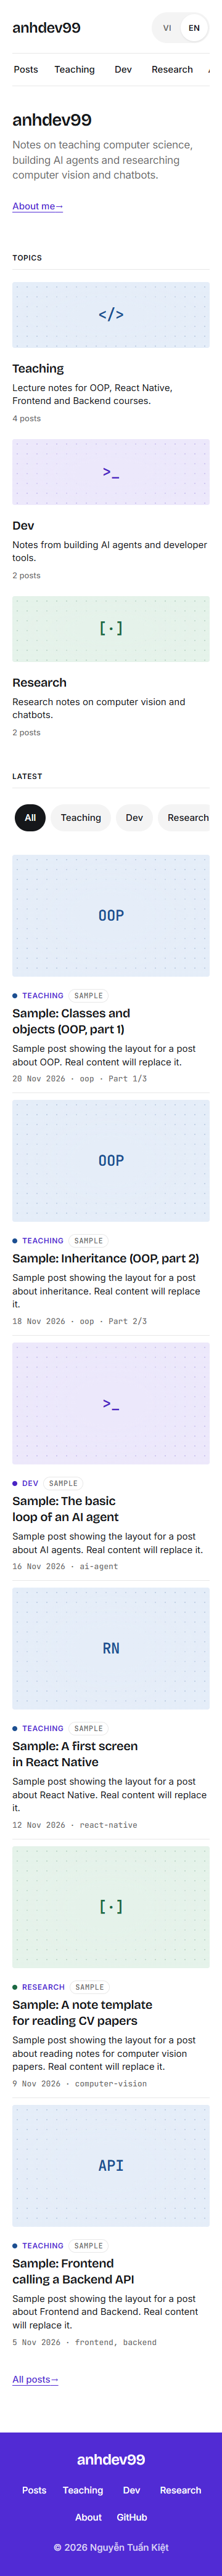 anhdev99
VI EN
Posts Teaching Dev Research
anhdev99
Notes on teaching computer science,
building AI agents and researching
computer vision and chatbots.
About me→
TOPICS
</>
Teaching
Lecture notes for OOP, React Native,
Frontend and Backend courses.
4 posts
>_
Dev
Notes from building AI agents and developer
tools.
2 posts
[·]
Research
Research notes on computer vision and
chatbots.
2 posts
LATEST
All Teaching Dev Research
OOP
TEACHING SAMPLE
Sample: Classes and
objects (OOP, part 1)
Sample post showing the layout for a post
about OOP. Real content will replace it.
20 Nov 2026 · oop · Part 1/3
OOP
TEACHING SAMPLE
Sample: Inheritance (OOP, part 2)
Sample post showing the layout for a post
about inheritance. Real content will replace
it.
18 Nov 2026 · oop · Part 2/3
>_
DEV SAMPLE
Sample: The basic
loop of an AI agent
Sample post showing the layout for a post
about AI agents. Real content will replace it.
16 Nov 2026 · ai-agent
RN
TEACHING SAMPLE
Sample: A first screen
in React Native
Sample post showing the layout for a post
about React Native. Real content will replace
it.
12 Nov 2026 · react-native
[·]
RESEARCH SAMPLE
Sample: A note template
for reading CV papers
Sample post showing the layout for a post
about reading notes for computer vision
papers. Real content will replace it.
9 Nov 2026 · computer-vision
API
TEACHING SAMPLE
Sample: Frontend
calling a Backend API
Sample post showing the layout for a post
about Frontend and Backend. Real content
will replace it.
5 Nov 2026 · frontend, backend
All posts→
anhdev99
Posts Teaching Dev Research
About GitHub
© 2026 Nguyễn Tuấn Kiệt